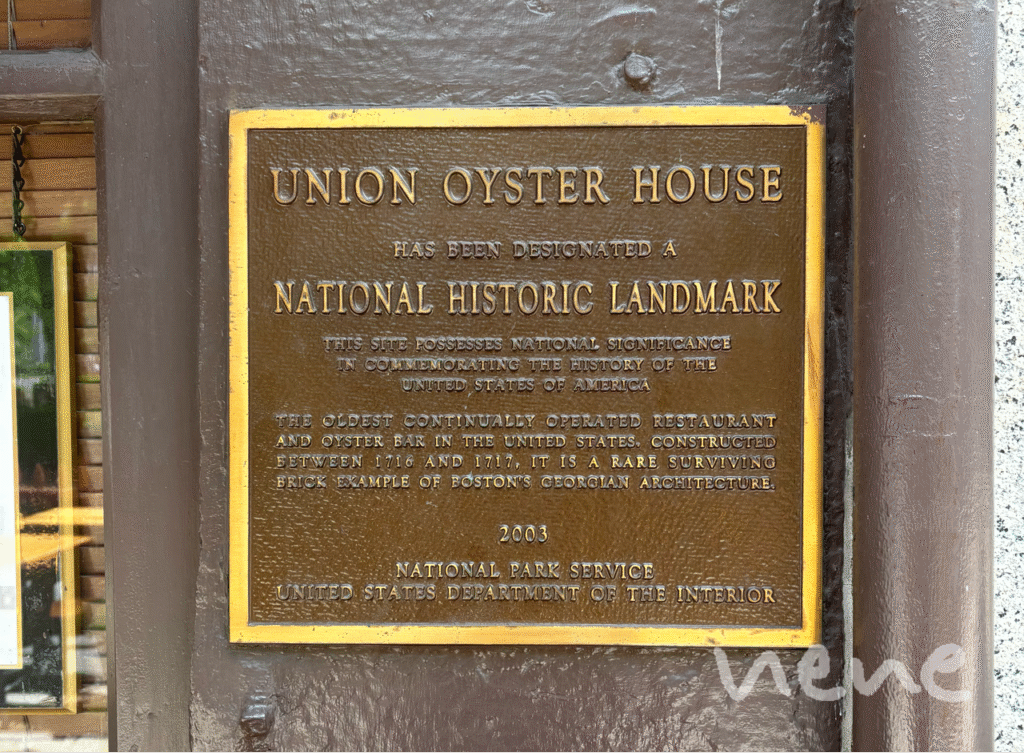 UNION OYSTER HOUSE
HAS BEEN DESIGNATED A
NATIONAL HISTORIC LANDMARK
THIS SITE POSSESSES NATIONAL SIGNIFICANCE
IN COMMEMORATING THE HISTORY OF THE
UNITED STATES OF AMERICA
THE OLDEST CONTINUALLY OPERATED RESTAURANT
AND OYSTER BAR IN THE UNITED STATES. CONSTRUCTED
BETWEEN 1716 AND 1717, IT IS A RARE SURVIVING
BRICK EXAMPLE OF BOSTON'S GEORGIAN ARCHITECTURE.
2003
NATIONAL PARK SERVICE
UNITED STATES DEPARTMENT OF THE INTERIOR
nene